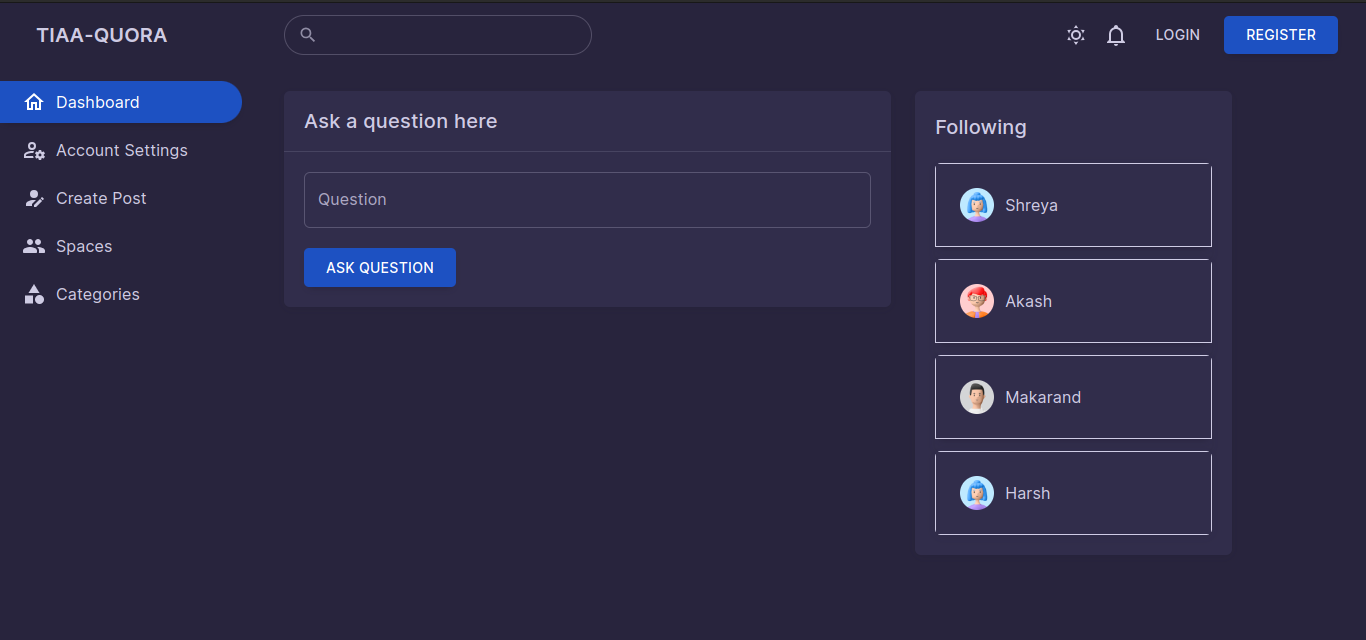 TIAA-QUORA
LOGIN
REGISTER
Dashboard
Account Settings
Create Post
Spaces
Categories
Ask a question here
Question
ASK QUESTION
Following
Shreya
Akash
Makarand
Harsh